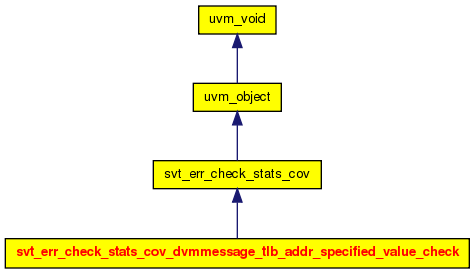 uvm_void
uvm_object
svt_err_check_stats_cov
svt_err_check_stats_cov_dvmmessage_tlb_addr_specified_value_check